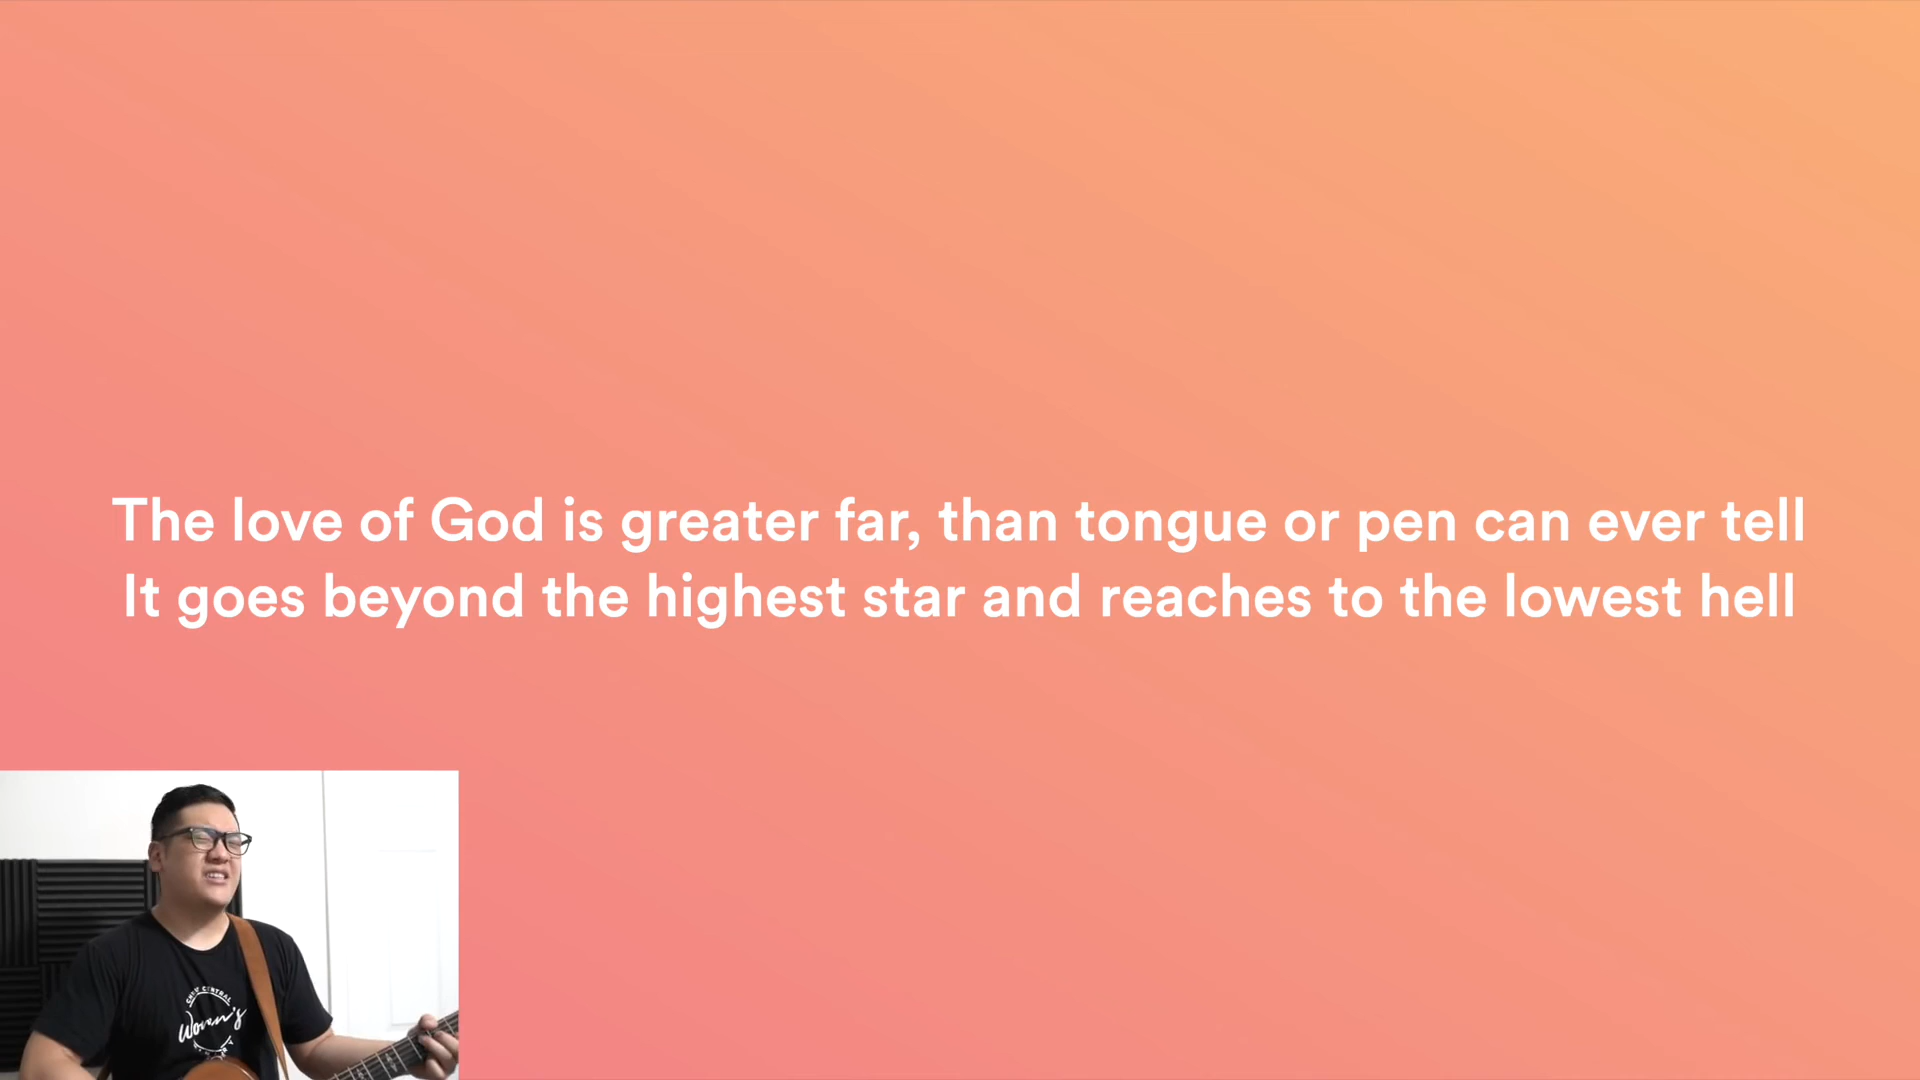 The love of God is greater far, than tongue or pen can ever tell
It goes beyond the highest star and reaches to the lowest hell
Women's